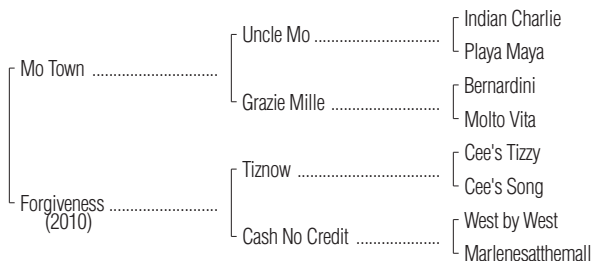 Indian Charlie
Uncle Mo ..........................................
Playa Maya
Mo Town ..........................................
Bernardini
Grazie Mille ....................................
Molto Vita
Cee's Tizzy
Tiznow ...............................................
Cee's Song
Forgiveness ....................................
(2010)
West by West
Cash No Credit ............................
Marlenesatthemall